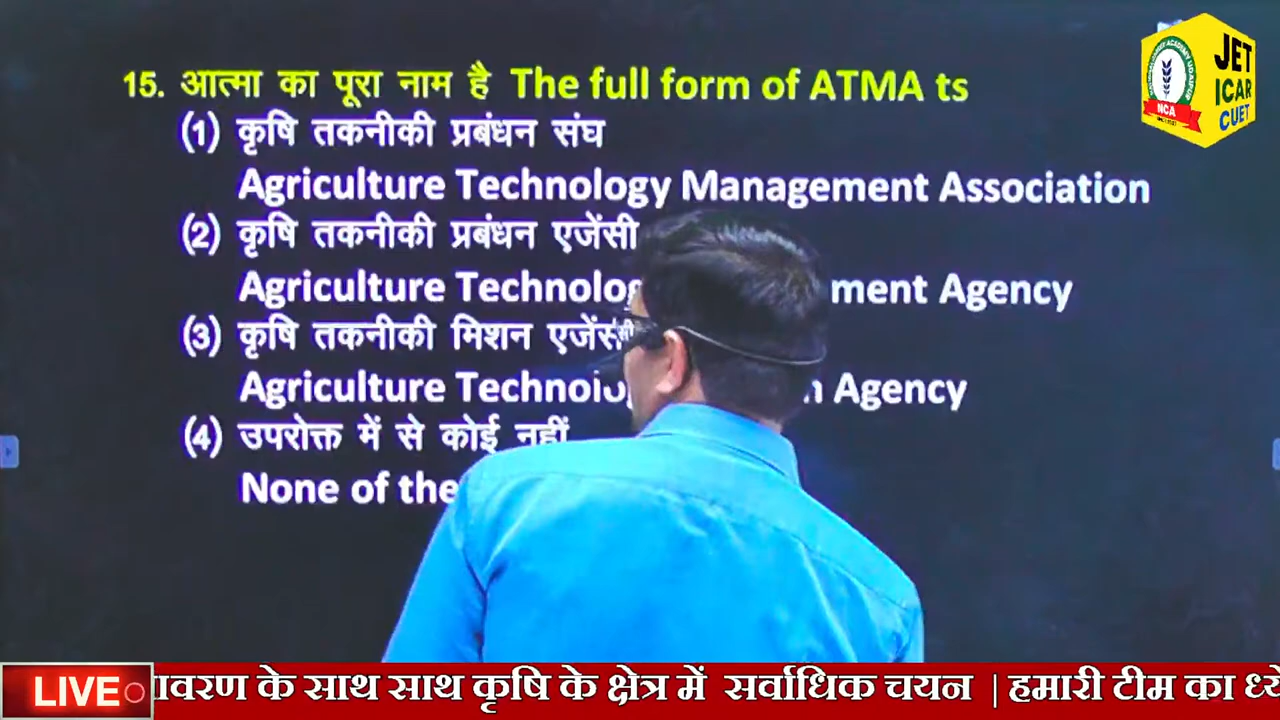 15. आत्मा का पूरा नाम है The full form of ATMA ts
(1) कृषि तकनीकी प्रबंधन संघ
Agriculture Technology Management Association
(2) कृषि तकनीकी प्रबंधन एजेंसी
Agriculture ment Agency
(3) कृषि तकनीकी मिशन एजेंसी
Agriculture Agency
(4) उपरोक्त में से कोई नहीं
None of the
JET
ICAR
CUET
NCA
LIVE
के साथ साथ कृषि के क्षेत्र में सर्वाधिक चयन | हमारी टीम का